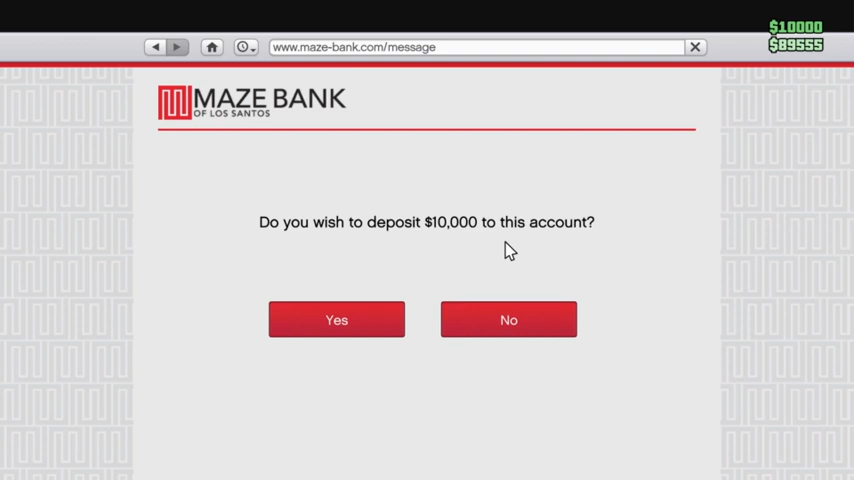 $10000
www.maze-bank.com/message
$89555
MAZE BANK
OF LOS SANTOS
Do you wish to deposit $10,000 to this account?
Yes
No